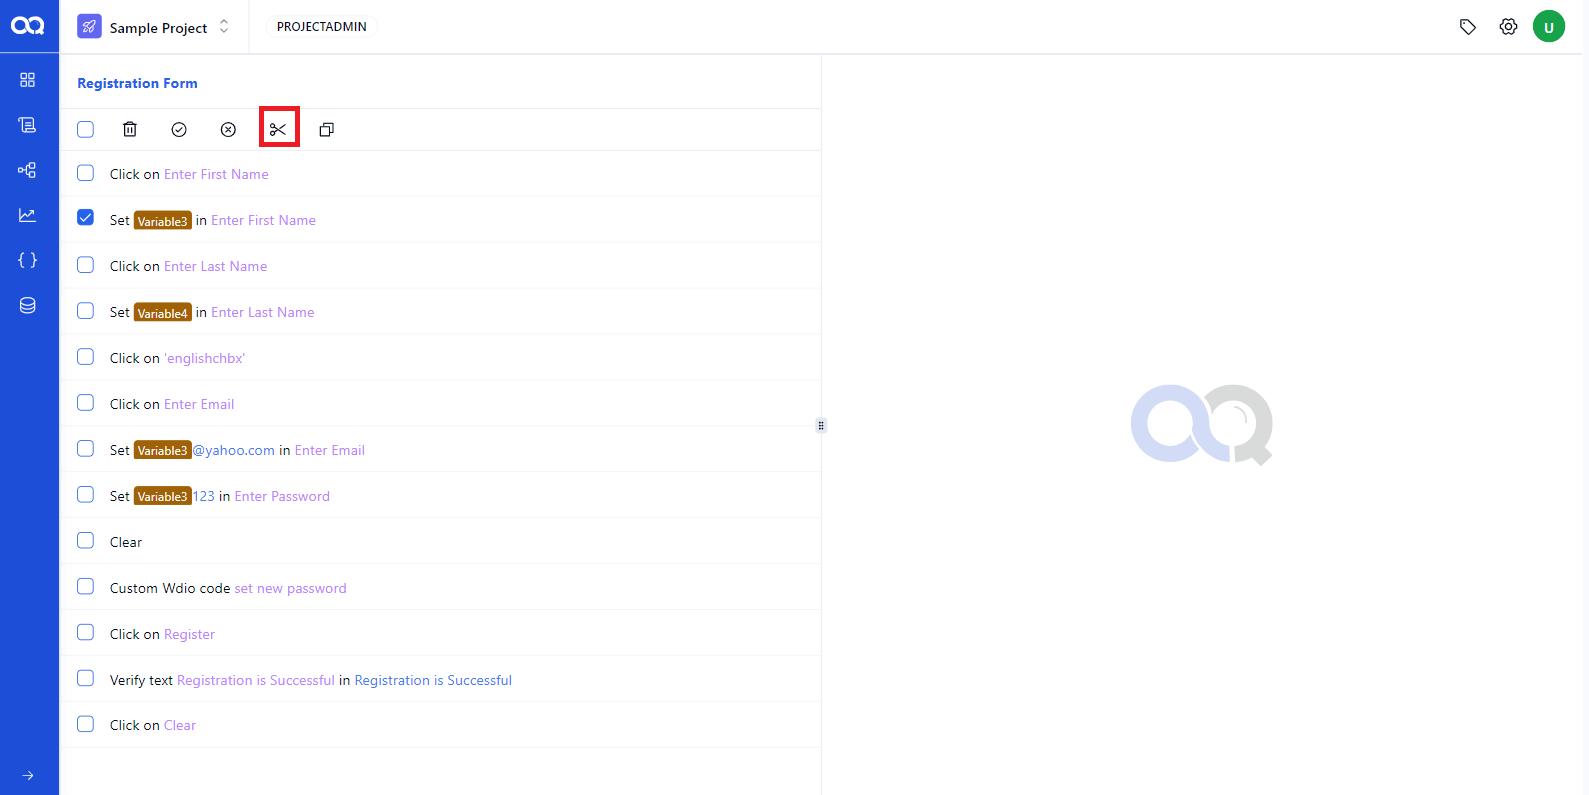 Sample Project
PROJECTADMIN
U
Registration Form
Click on Enter First Name
Set Variable3 in Enter First Name
Click on Enter Last Name
Set Variable4 in Enter Last Name
Click on 'englishchbx'
Click on Enter Email
Set Variable3@yahoo.com in Enter Email
Set Variable3123 in Enter Password
Clear
Custom Wdio code set new password
Click on Register
Verify text Registration is Successful in Registration is Successful
Click on Clear